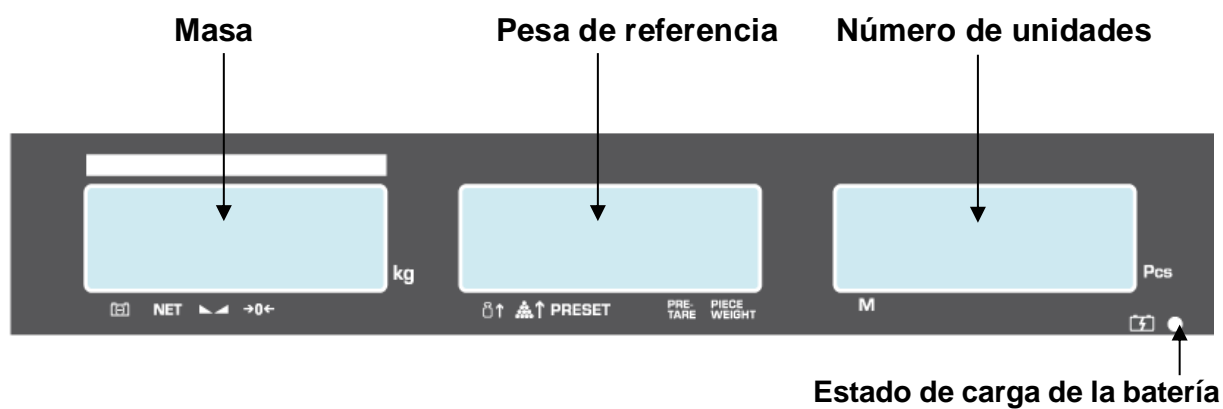 Masa Pesa de referencia Número de unidades
kg Pcs
NET →0← PRESET PRE-TARE PIECE WEIGHT M
Estado de carga de la batería